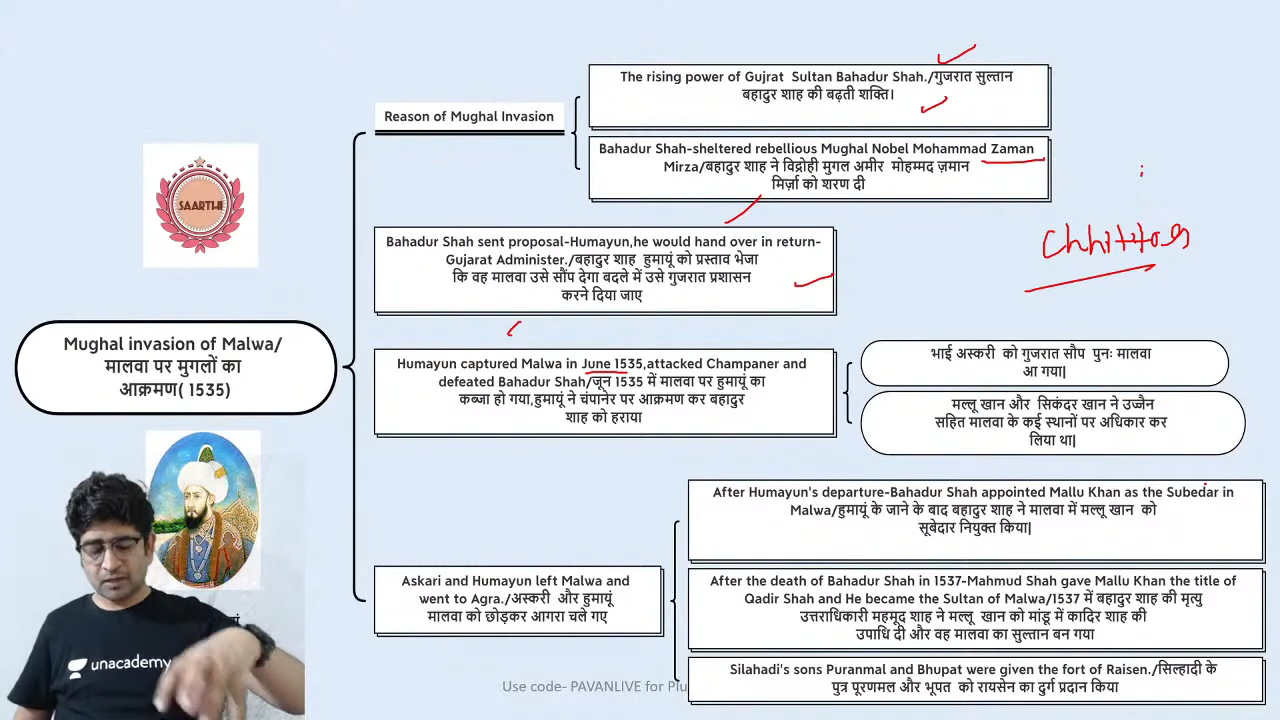 Reason of Mughal Invasion
The rising power of Gujrat Sultan Bahadur Shah./गुजरात सुल्तान
बहादुर शाह की बढ़ती शक्ति।
Bahadur Shah-sheltered rebellious Mughal Nobel Mohammad Zaman
Mirza/बहादुर शाह ने विद्रोही मुगल अमीर मोहम्मद ज़मान
मिर्ज़ा को शरण दी
SAARTHI
Chhittog
Bahadur Shah sent proposal-Humayun,he would hand over in return-
Gujarat Administer./बहादुर शाह हुमायूं को प्रस्ताव भेजा
कि वह मालवा उसे सौंप देगा बदले में उसे गुजरात प्रशासन
करने दिया जाए
Mughal invasion of Malwa/
मालवा पर मुगलों का
आक्रमण( 1535)
Humayun captured Malwa in June 1535,attacked Champaner and
defeated Bahadur Shah/जून 1535 में मालवा पर हुमायूं का
कब्जा हो गया,हुमायूं ने चंपानेर पर आक्रमण कर बहादुर
शाह को हराया
भाई अस्करी को गुजरात सौप पुनः मालवा
आ गया|
मल्लू खान और सिकंदर खान ने उज्जैन
सहित मालवा के कई स्थानों पर अधिकार कर
लिया था|
Askari and Humayun left Malwa and
went to Agra./अस्करी और हुमायूं
मालवा को छोड़कर आगरा चले गए
After Humayun's departure-Bahadur Shah appointed Mallu Khan as the Subedar in
Malwa/हुमायूं के जाने के बाद बहादुर शाह ने मालवा में मल्लू खान को
सूबेदार नियुक्त किया|
After the death of Bahadur Shah in 1537-Mahmud Shah gave Mallu Khan the title of
Qadir Shah and He became the Sultan of Malwa/1537 में बहादुर शाह की मृत्यु
उत्तराधिकारी महमूद शाह ने मल्लू खान को मांडू में कादिर शाह की
उपाधि दी और वह मालवा का सुल्तान बन गया
Silahadi's sons Puranmal and Bhupat were given the fort of Raisen./सिल्हादी के
पुत्र पूरणमल और भूपत को रायसेन का दुर्ग प्रदान किया
unacademy
Use code- PAVANLIVE for Plu